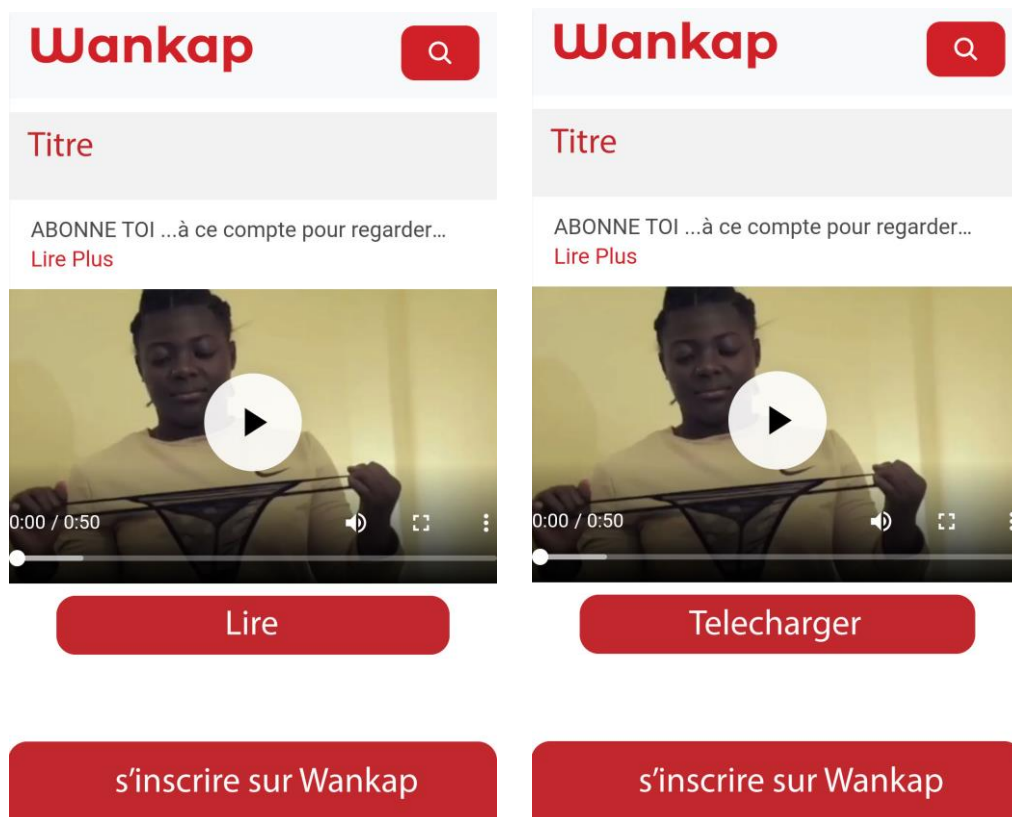 Wankap
Titre
ABONNE TOI ...à ce compte pour regarder...
Lire Plus
0:00 / 0:50
Lire
s'inscrire sur Wankap
Wankap
Titre
ABONNE TOI ...à ce compte pour regarder...
Lire Plus
0:00 / 0:50
Telecharger
s'inscrire sur Wankap